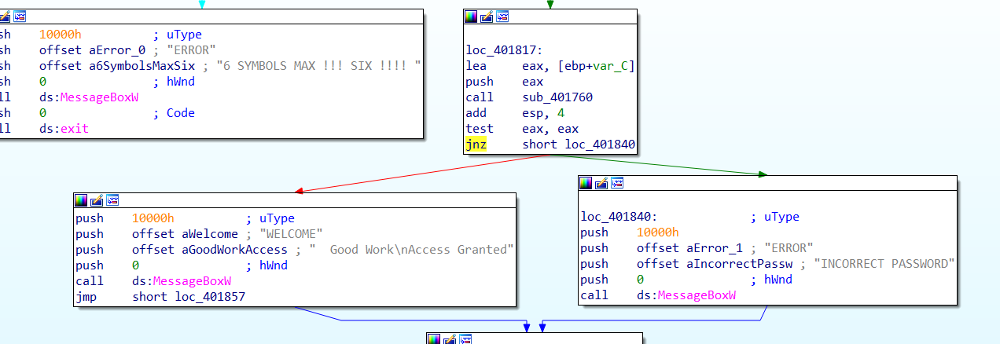 sh 10000h ; uType
sh offset aError_0 ; "ERROR"
sh offset a6SymbolsMaxSix ; "6 SYMBOLS MAX !!! SIX !!!! "
sh 0 ; hWnd
ll ds:MessageBoxW
sh 0 ; Code
ll ds:exit
loc_401817:
lea eax, [ebp+var_C]
push eax
call sub_401760
add esp, 4
test eax, eax
jnz short loc_401840
push 10000h ; uType
push offset aWelcome ; "WELCOME"
push offset aGoodWorkAccess ; "  Good Work\nAccess Granted"
push 0 ; hWnd
call ds:MessageBoxW
jmp short loc_401857
loc_401840: ; uType
push 10000h
push offset aError_1 ; "ERROR"
push offset aIncorrectPassw ; "INCORRECT PASSWORD"
push 0 ; hWnd
call ds:MessageBoxW